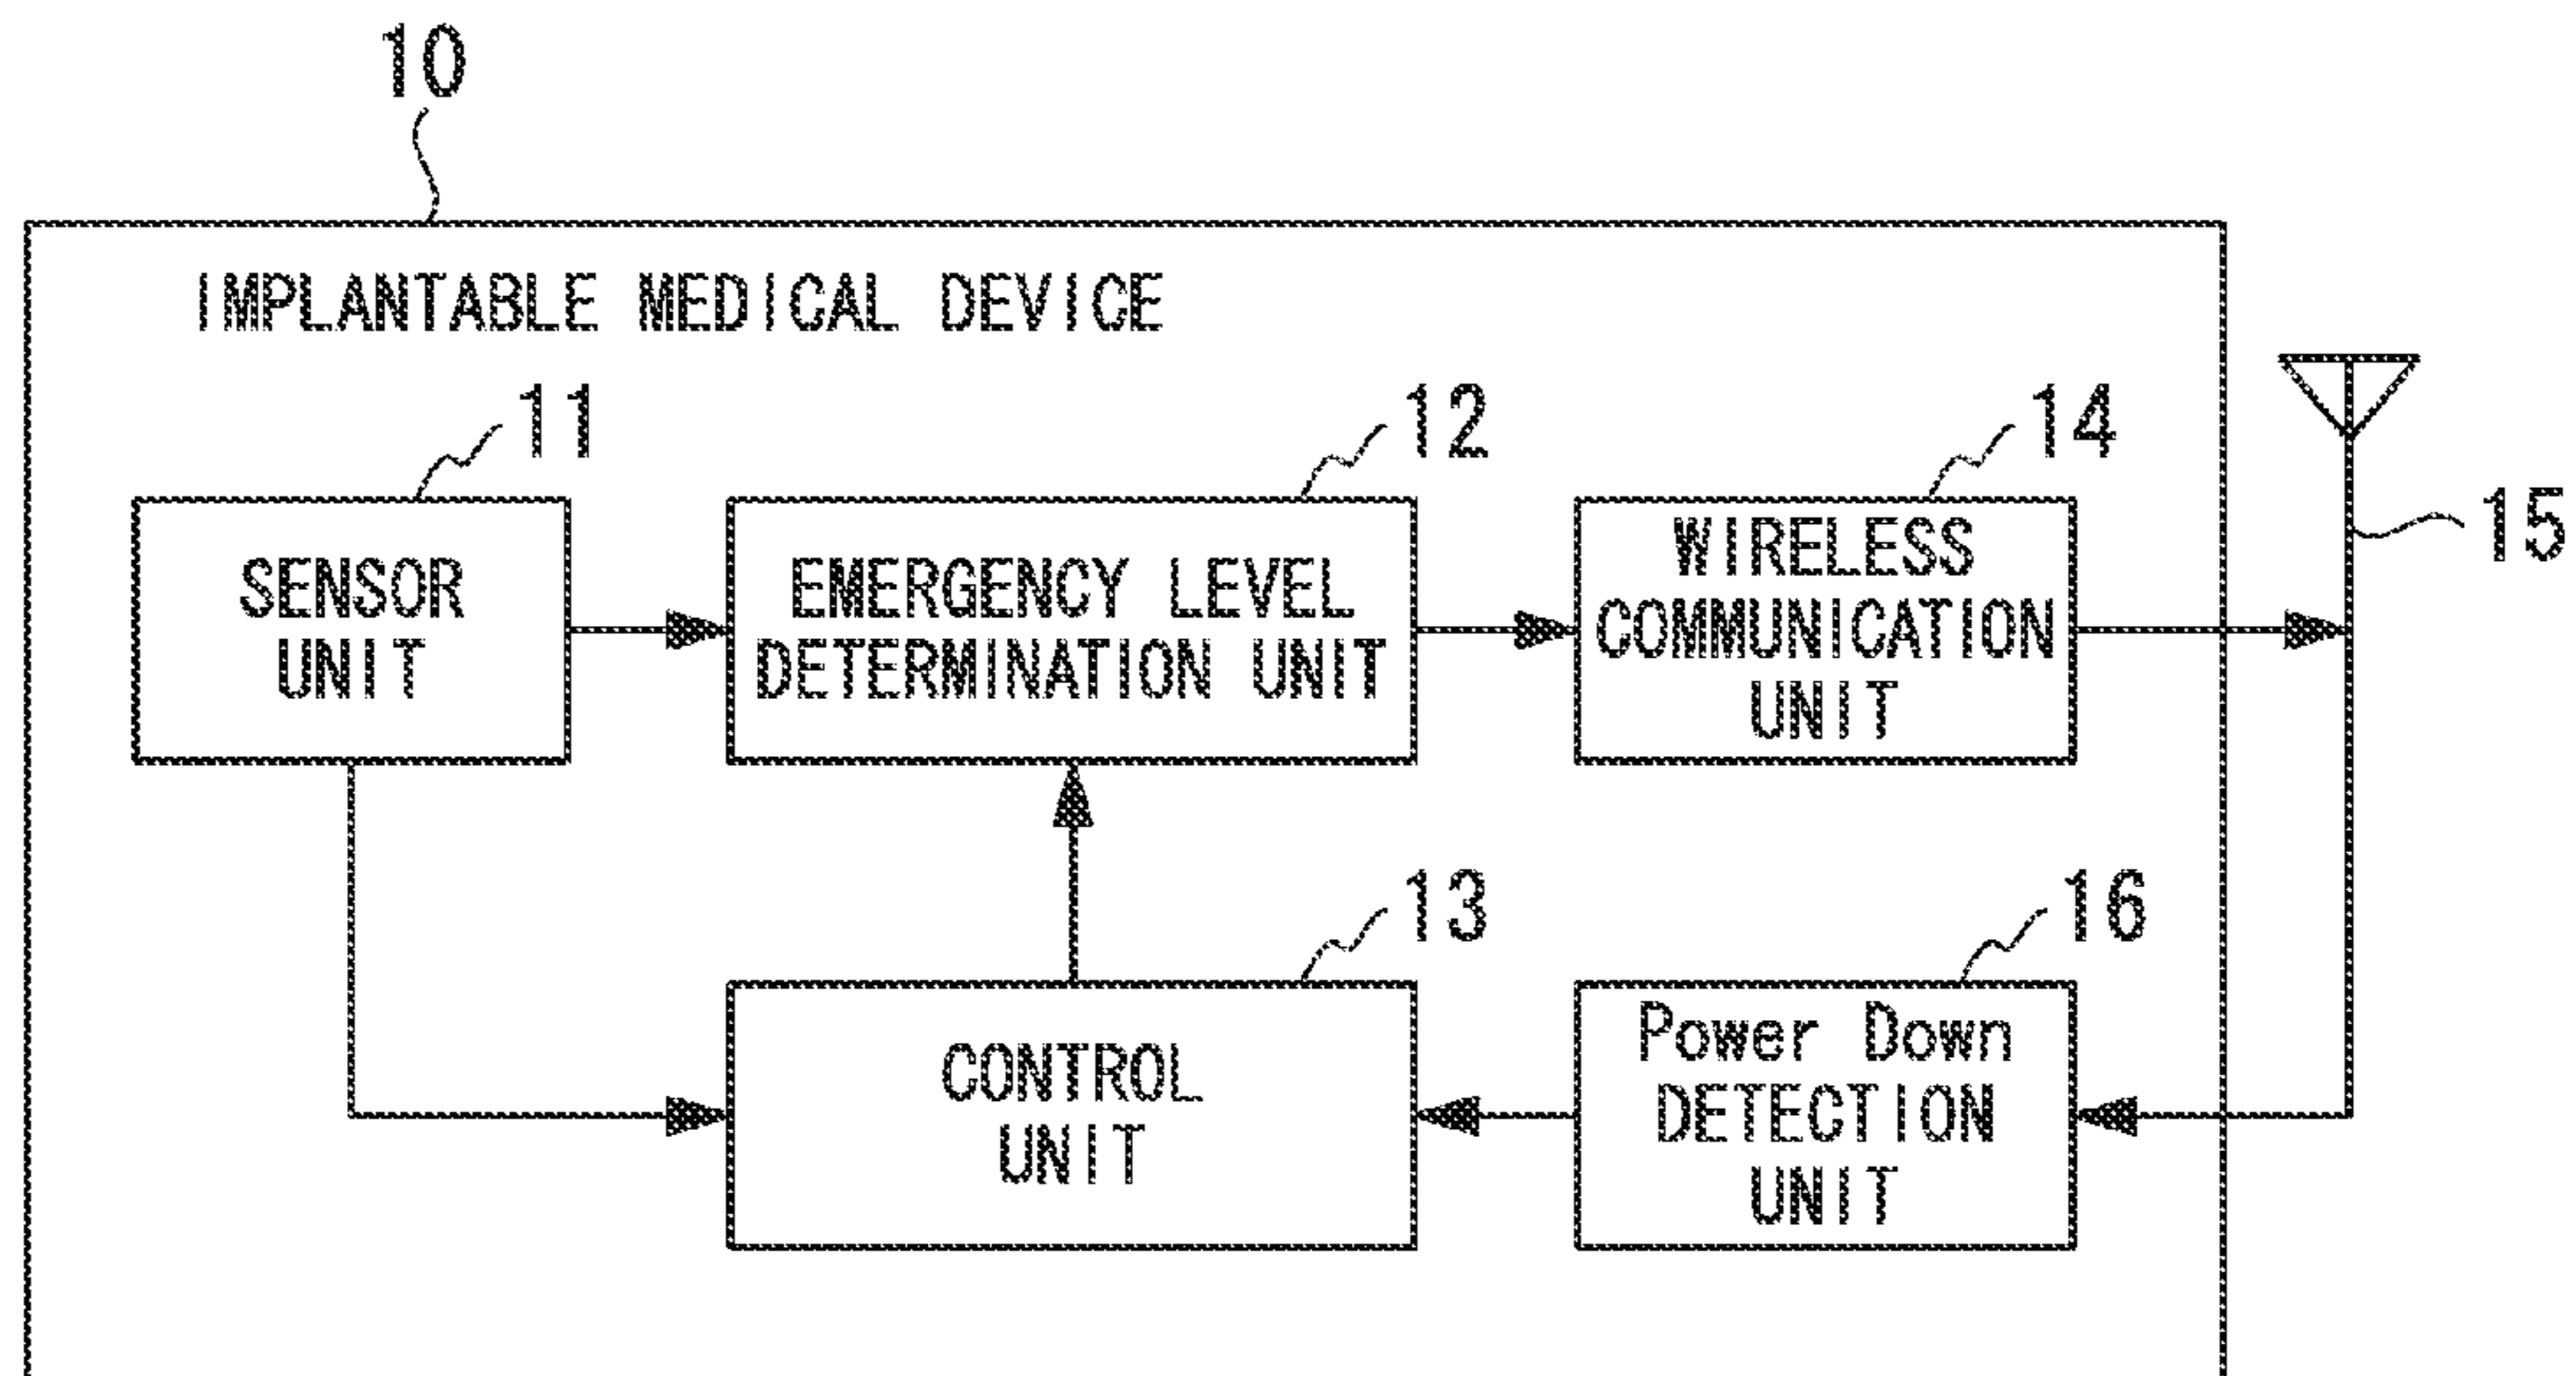 10
IMPLANTABLE MEDICAL DEVICE
11
12
14
15
SENSOR
UNIT
EMERGENCY LEVEL
DETERMINATION UNIT
WIRELESS
COMMUNICATION
UNIT
13
16
CONTROL
UNIT
Power Down
DETECTION
UNIT